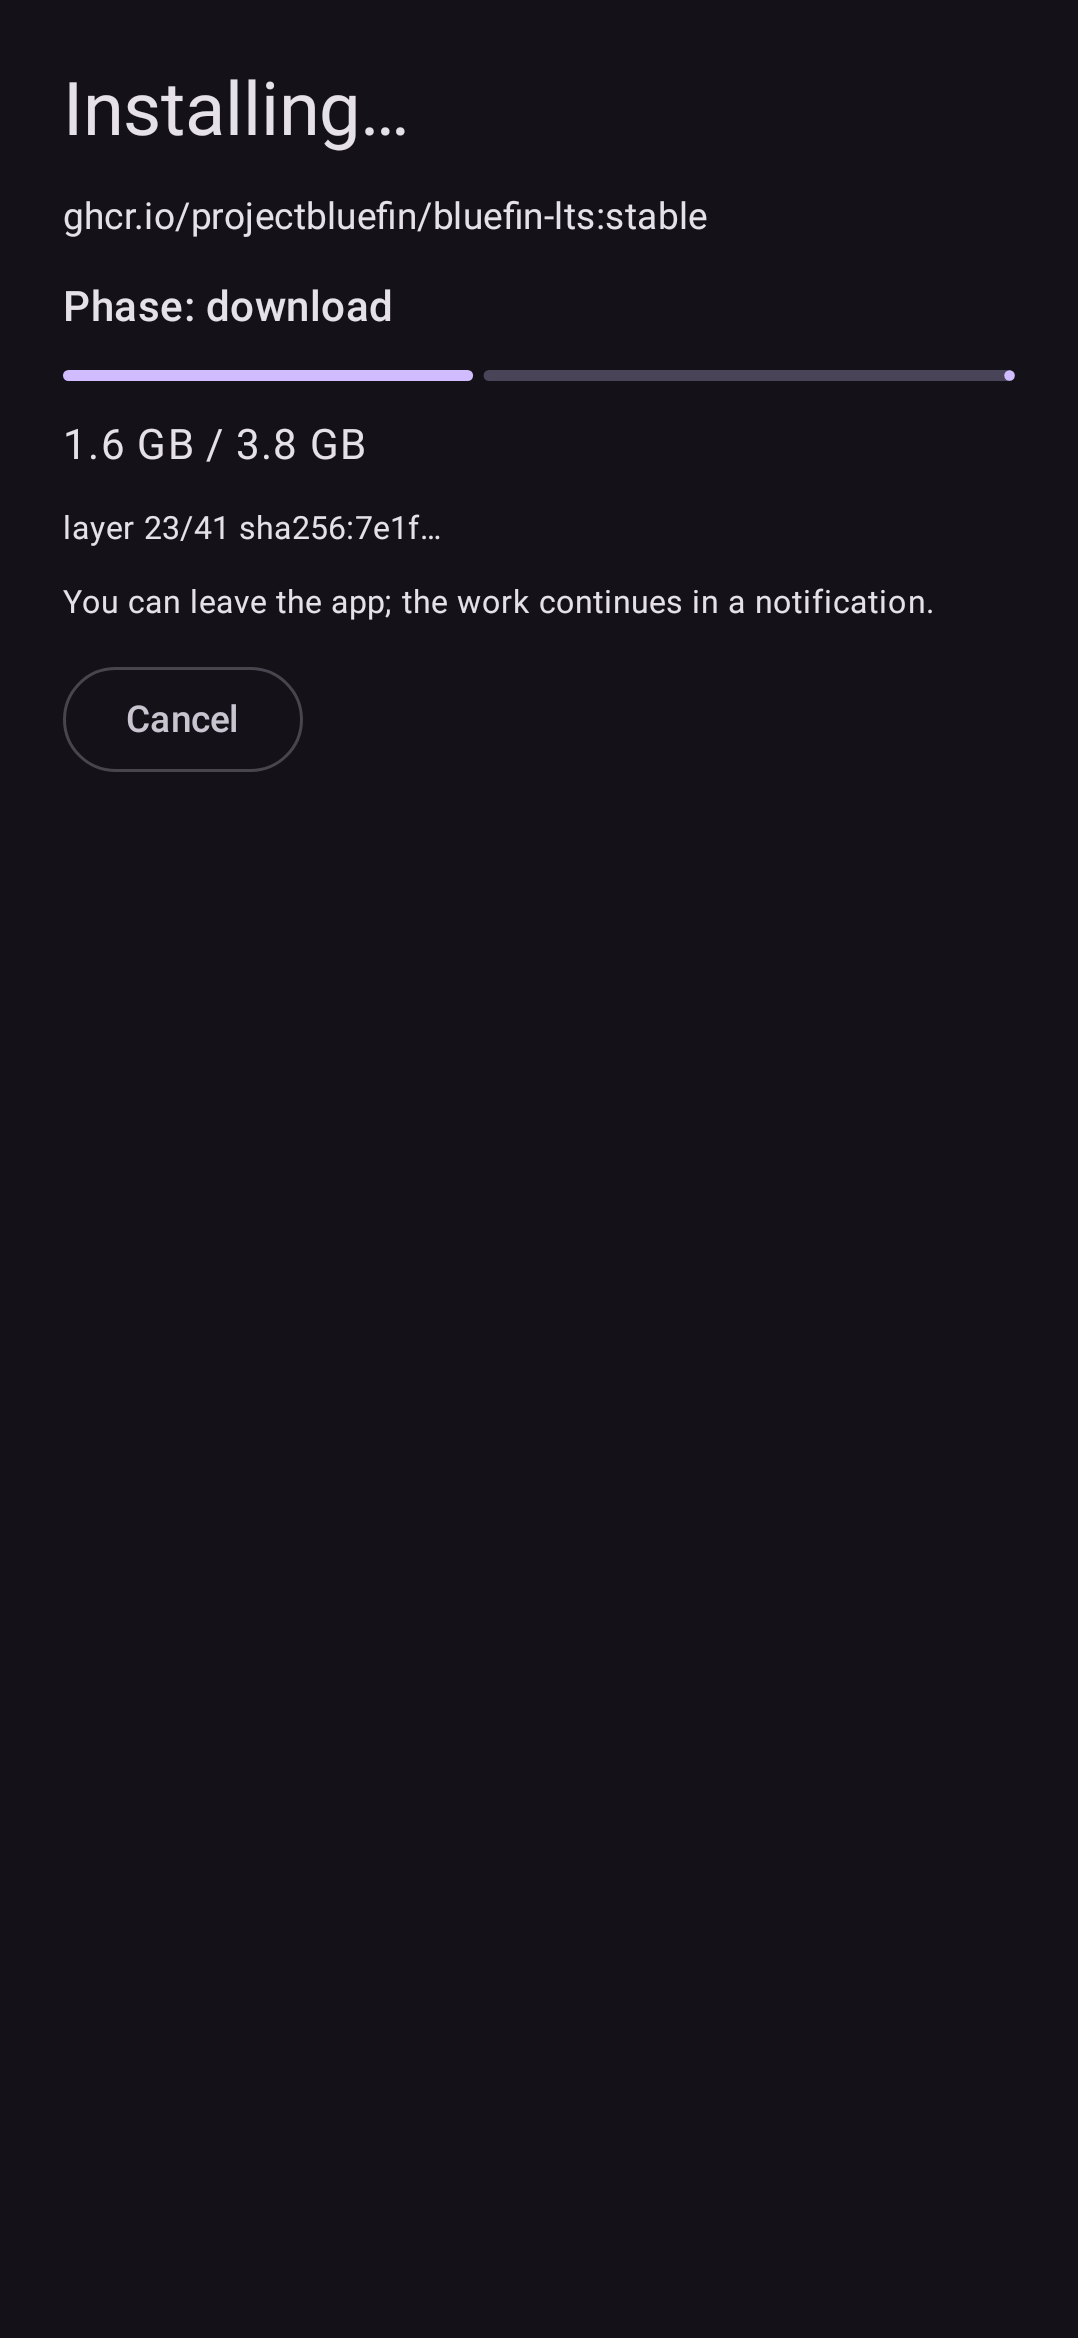 Installing…
ghcr.io/projectbluefin/bluefin-lts:stable
Phase: download
1.6 GB / 3.8 GB
layer 23/41 sha256:7e1f…
You can leave the app; the work continues in a notification.
Cancel